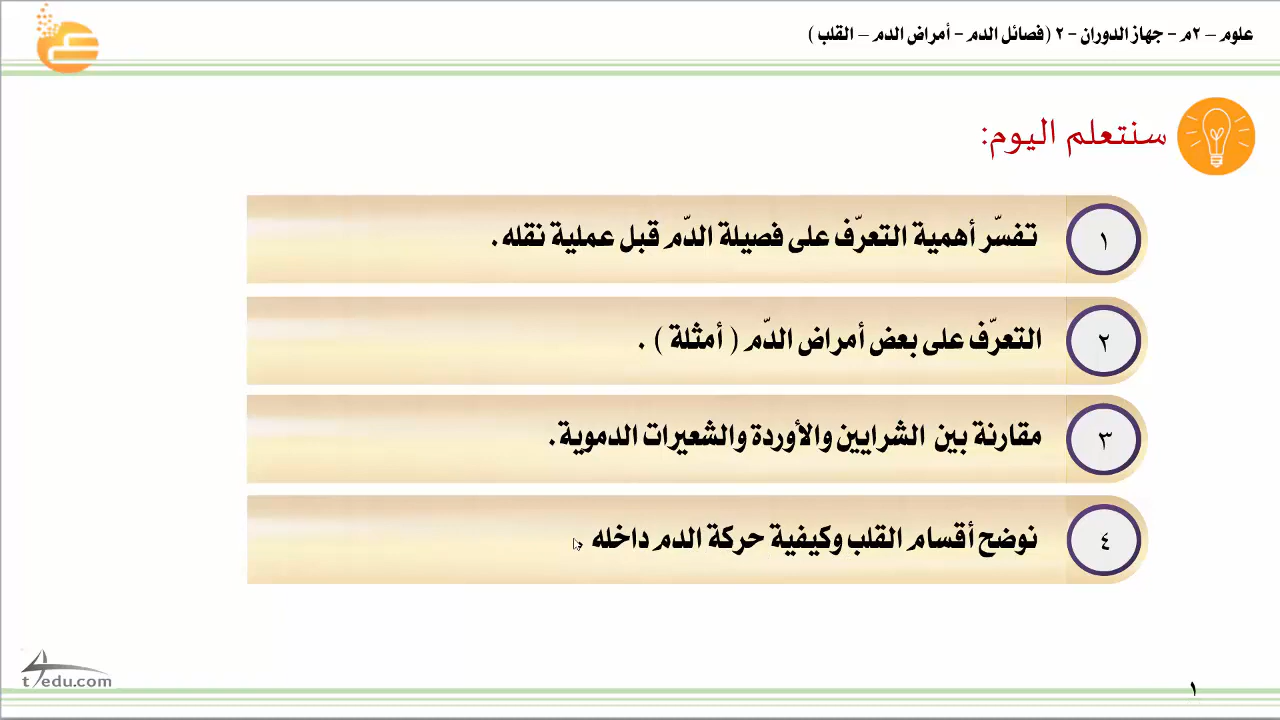 علوم – ٢م – جهاز الدوران - ٢ (فصائل الدم - أمراض الدم – القلب )
سنتعلم اليوم:
١ تفسّر أهمية التعرّف على فصيلة الدّم قبل عملية نقله.
٢ التعرّف على بعض أمراض الدّم ( أمثلة ) .
٣ مقارنة بين الشرايين والأوردة والشعيرات الدموية.
٤ نوضح أقسام القلب وكيفية حركة الدم داخله
t4edu.com
١